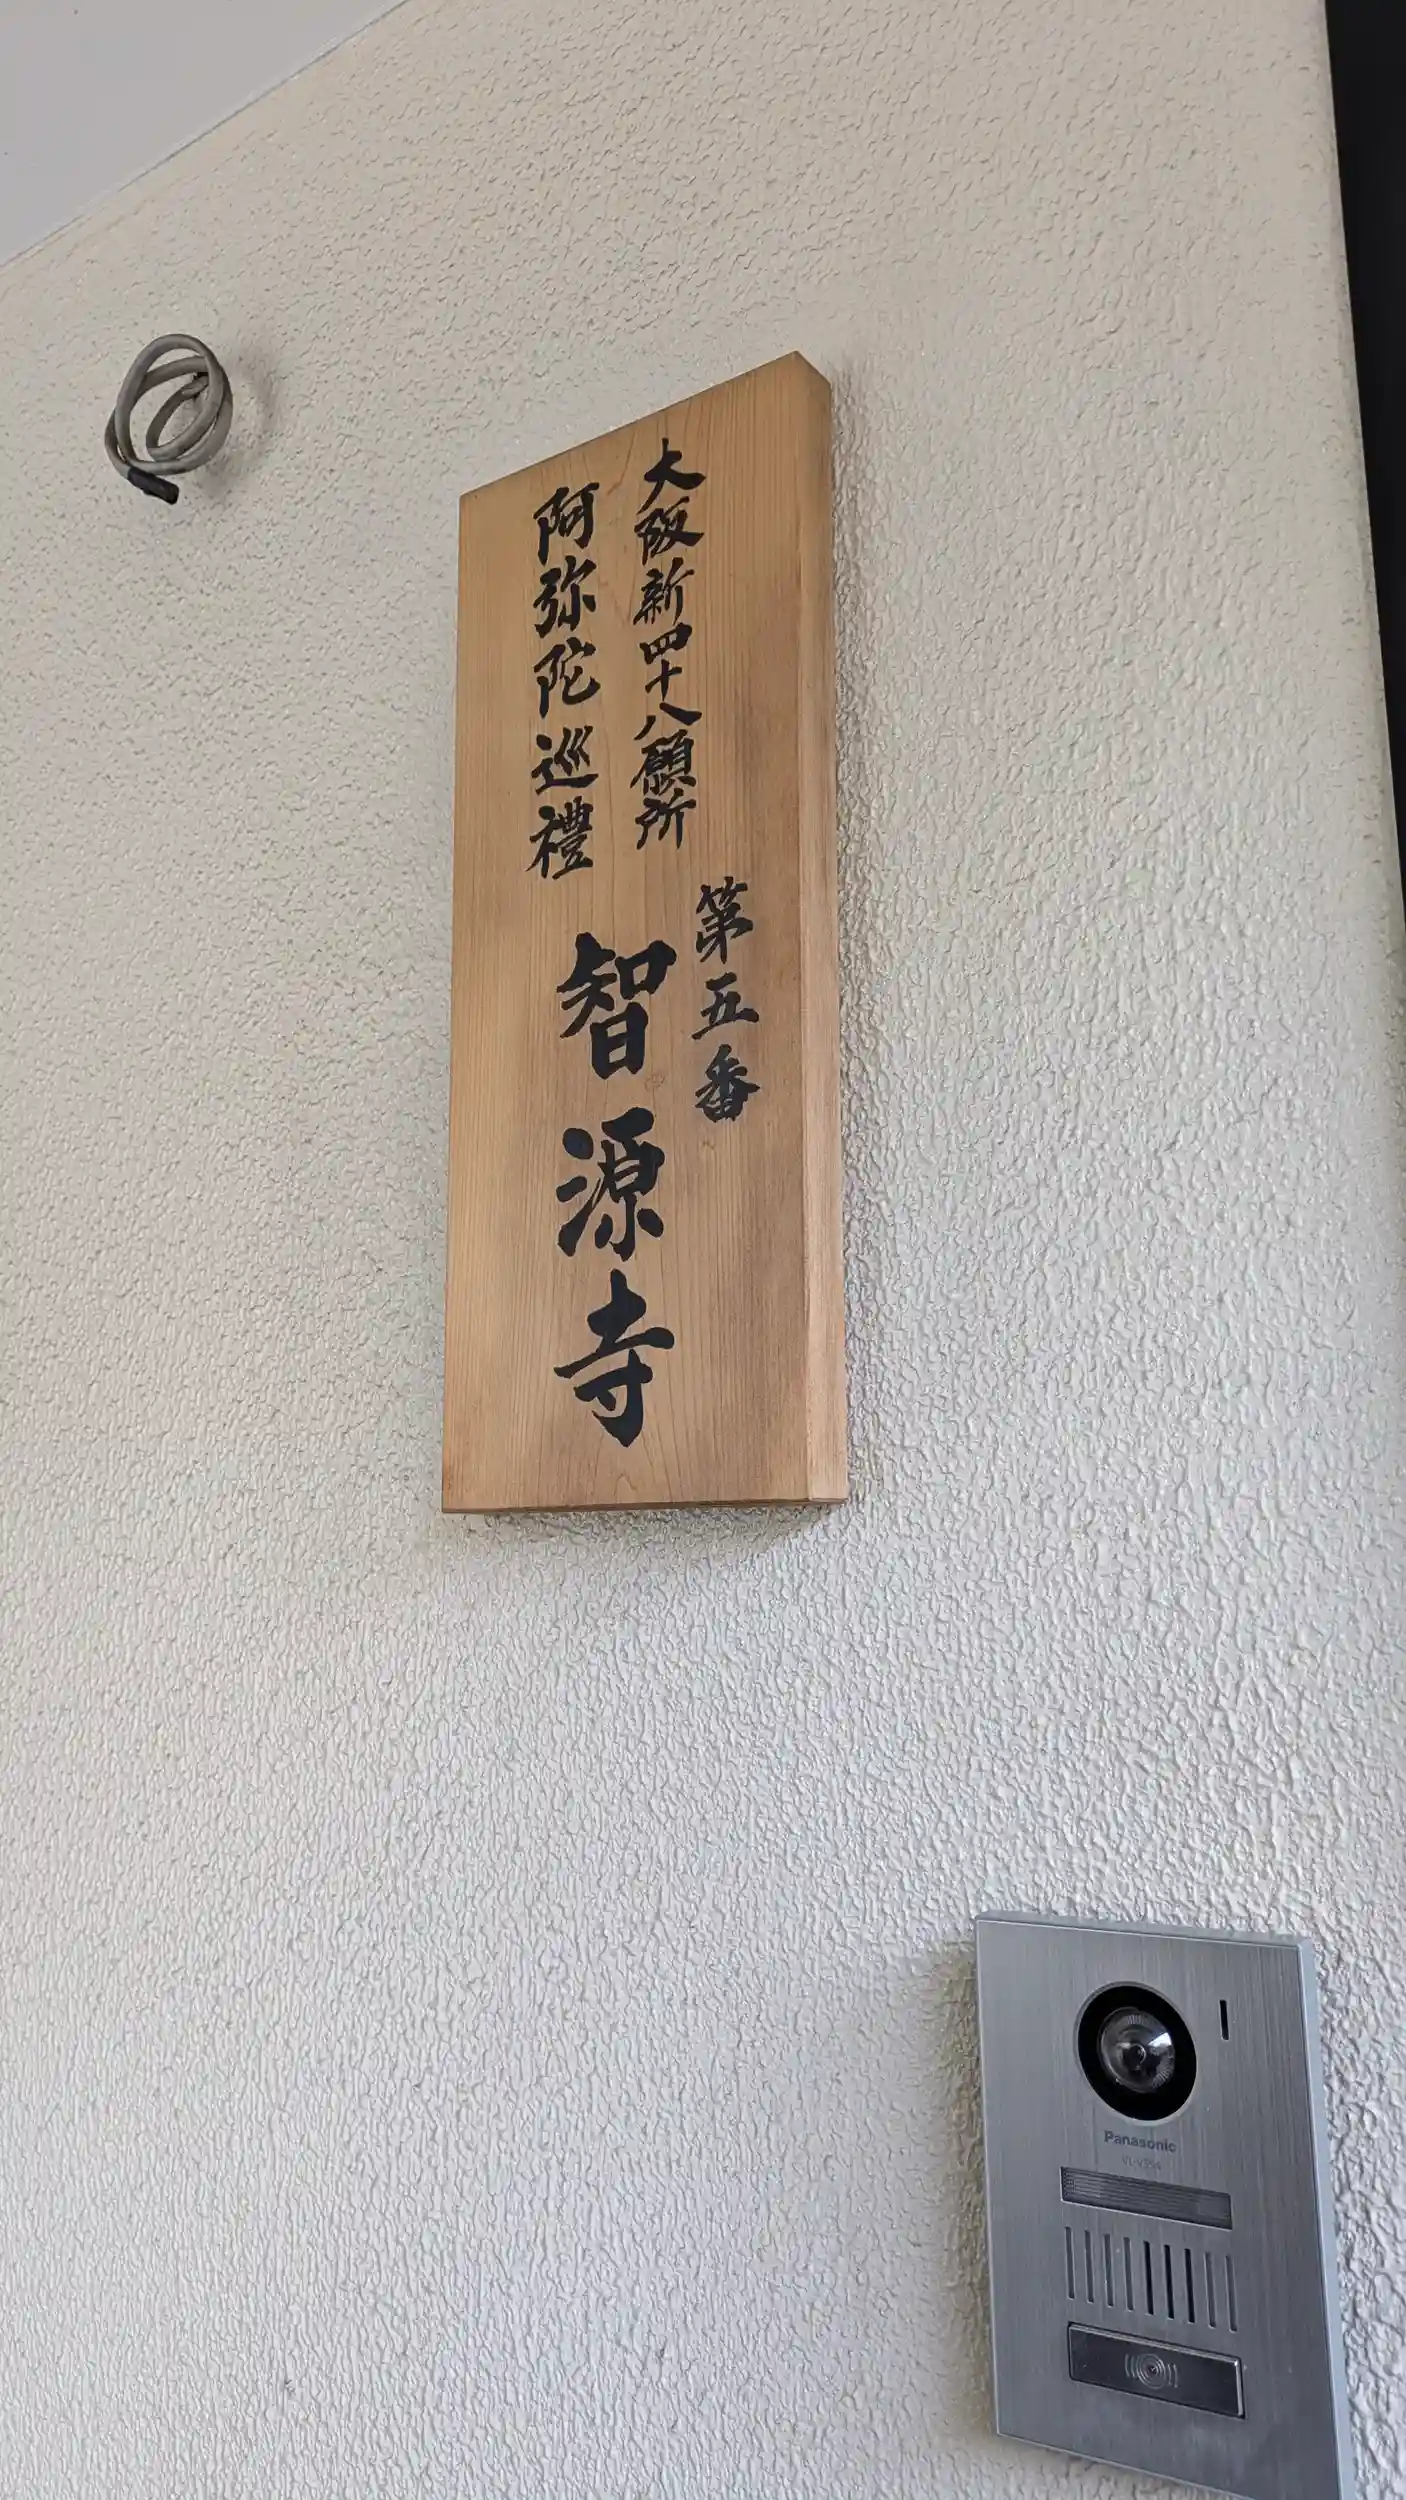 大阪新四十八願所
阿弥陀巡禮
第五番
智源寺
Panasonic